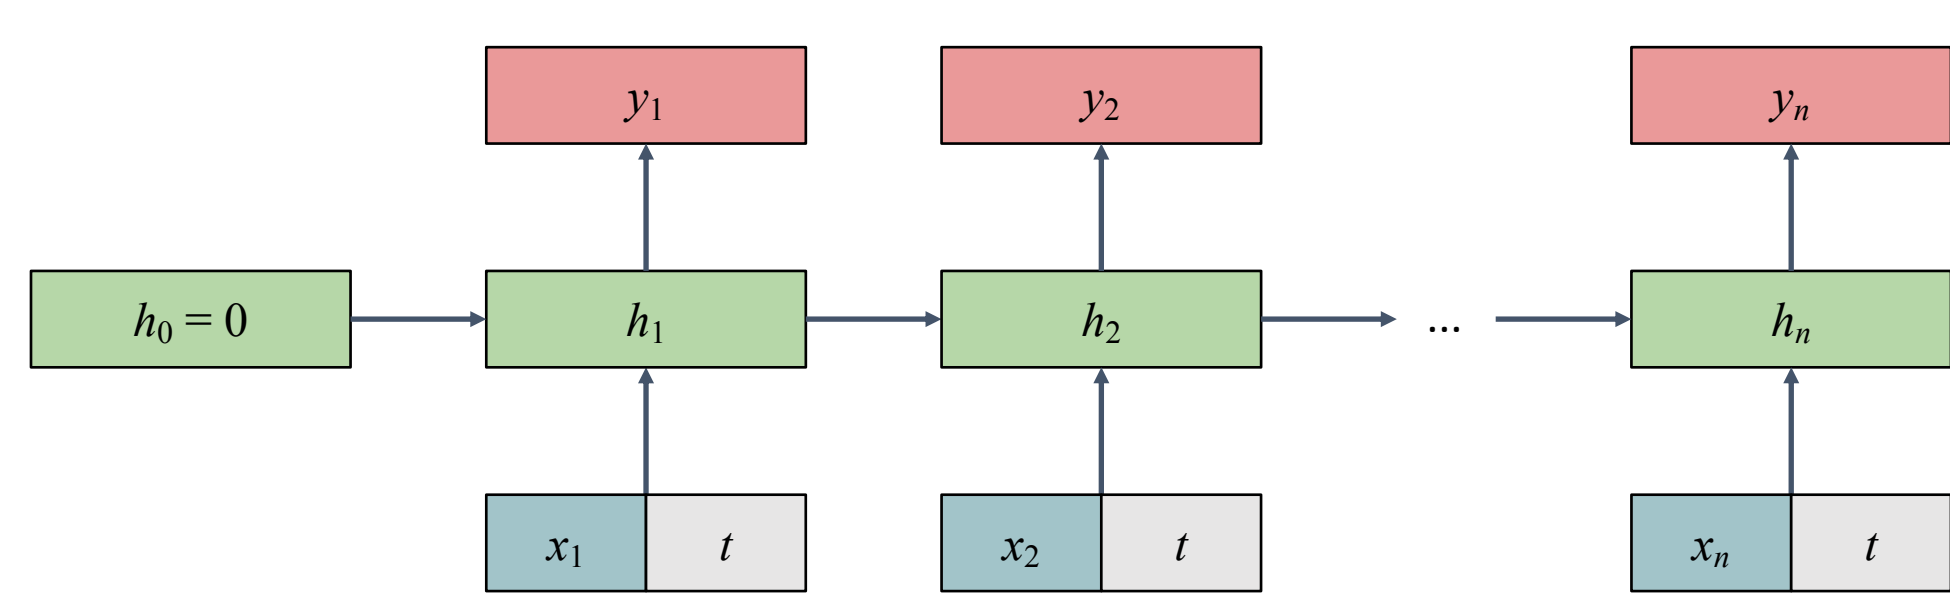 y₁ y₂ yₙ
h₀ = 0 h₁ h₂ ... hₙ
x₁ t x₂ t xₙ t